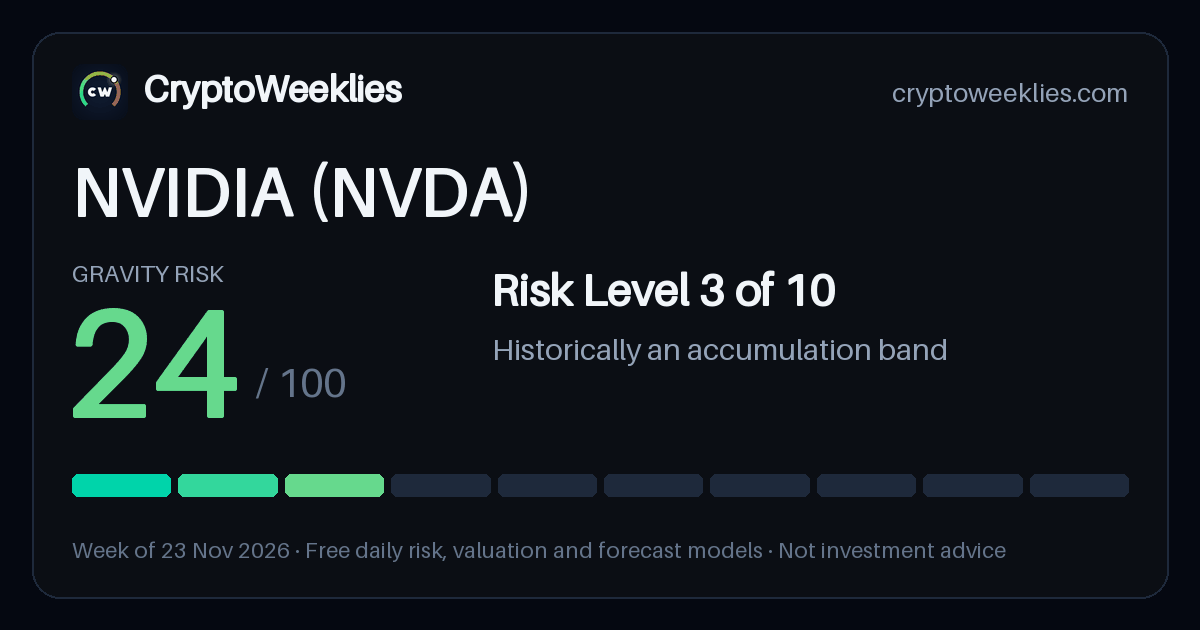 CW
CryptoWeeklies
cryptoweeklies.com
NVIDIA (NVDA)
GRAVITY RISK
24 / 100
Risk Level 3 of 10
Historically an accumulation band
Week of 23 Nov 2026 · Free daily risk, valuation and forecast models · Not investment advice